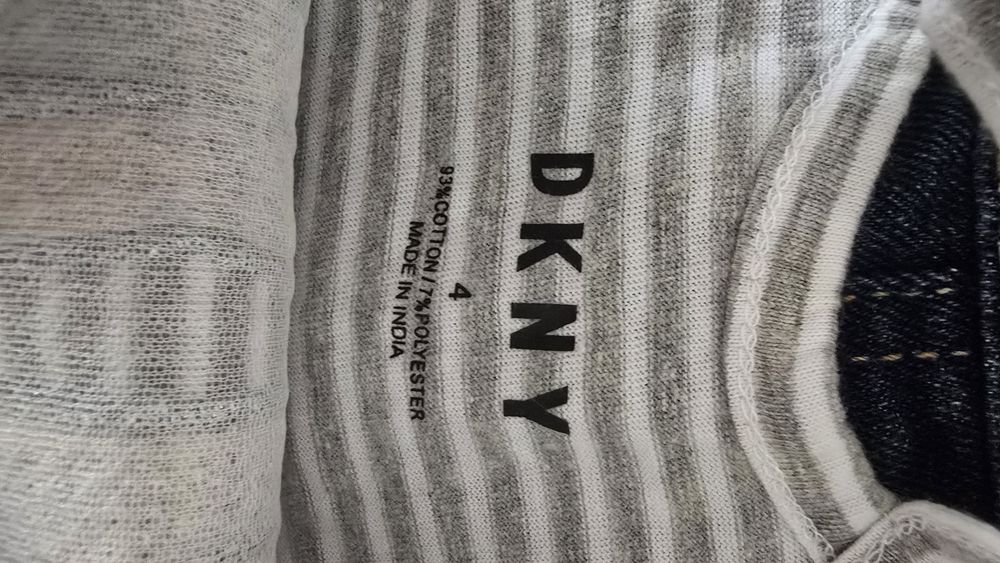 DKNY
4
93%COTTON/7%POLYESTER
MADE IN INDIA